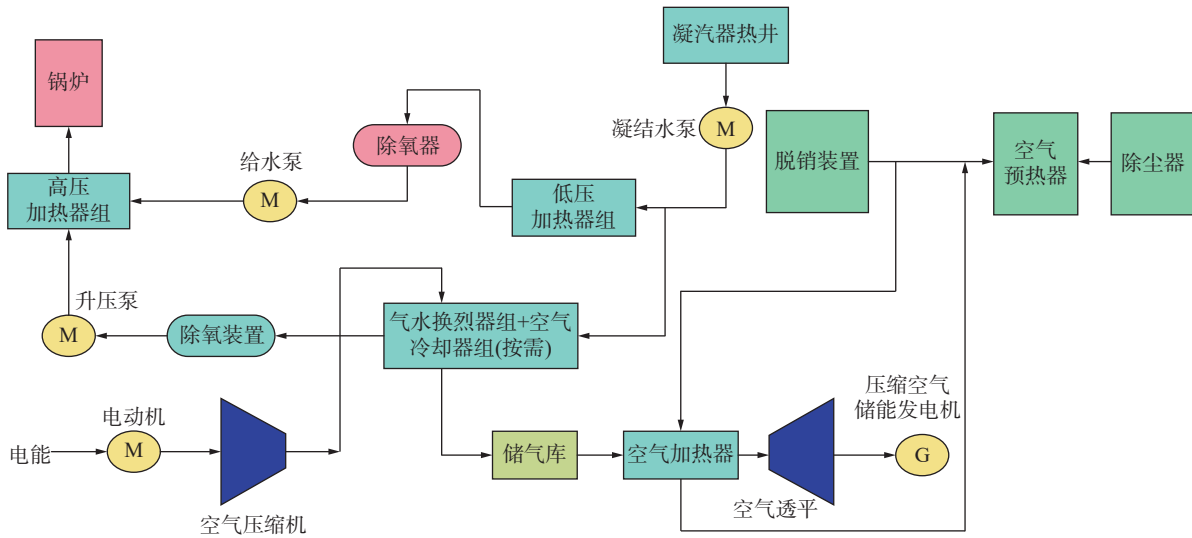 凝汽器热井
锅炉
凝结水泵
M
脱销装置
空气
预热器
除尘器
除氧器
给水泵
M
高压
加热器组
低压
加热器组
升压泵
M
除氧装置
气水换烈器组+空气
冷却器组(按需)
压缩空气
储能发电机
电动机
电能
M
储气库
空气加热器
G
空气透平
空气压缩机